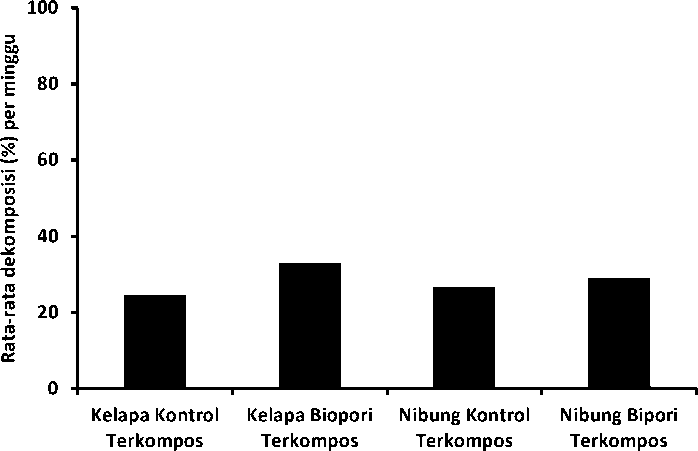 Rata-rata dekomposisi (%) per minggu
100
80
60
40
20
0
Kelapa Kontrol Terkompos
Kelapa Biopori Terkompos
Nibung Kontrol Terkompos
Nibung Bipori Terkompos